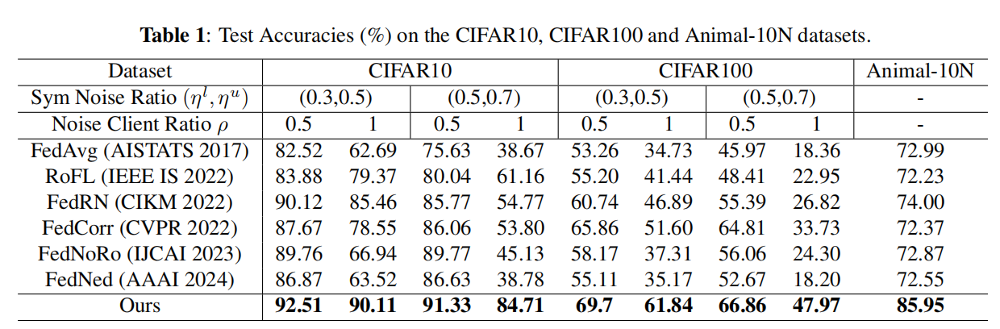 Table 1: Test Accuracies (%) on the CIFAR10, CIFAR100 and Animal-10N datasets.
Dataset CIFAR10 CIFAR100 Animal-10N
Sym Noise Ratio (ηˡ, ηᵘ) (0.3,0.5) (0.5,0.7) (0.3,0.5) (0.5,0.7) -
Noise Client Ratio ρ 0.5 1 0.5 1 0.5 1 0.5 1 -
FedAvg (AISTATS 2017) 82.52 62.69 75.63 38.67 53.26 34.73 45.97 18.36 72.99
RoFL (IEEE IS 2022) 83.88 79.37 80.04 61.16 55.20 41.44 48.41 22.95 72.23
FedRN (CIKM 2022) 90.12 85.46 85.77 54.77 60.74 46.89 55.39 26.82 74.00
FedCorr (CVPR 2022) 87.67 78.55 86.06 53.80 65.86 51.60 64.81 33.73 72.37
FedNoRo (IJCAI 2023) 89.76 66.94 89.77 45.13 58.17 37.31 56.06 24.30 72.87
FedNed (AAAI 2024) 86.87 63.52 86.63 38.78 55.11 35.17 52.67 18.20 72.55
Ours 92.51 90.11 91.33 84.71 69.7 61.84 66.86 47.97 85.95